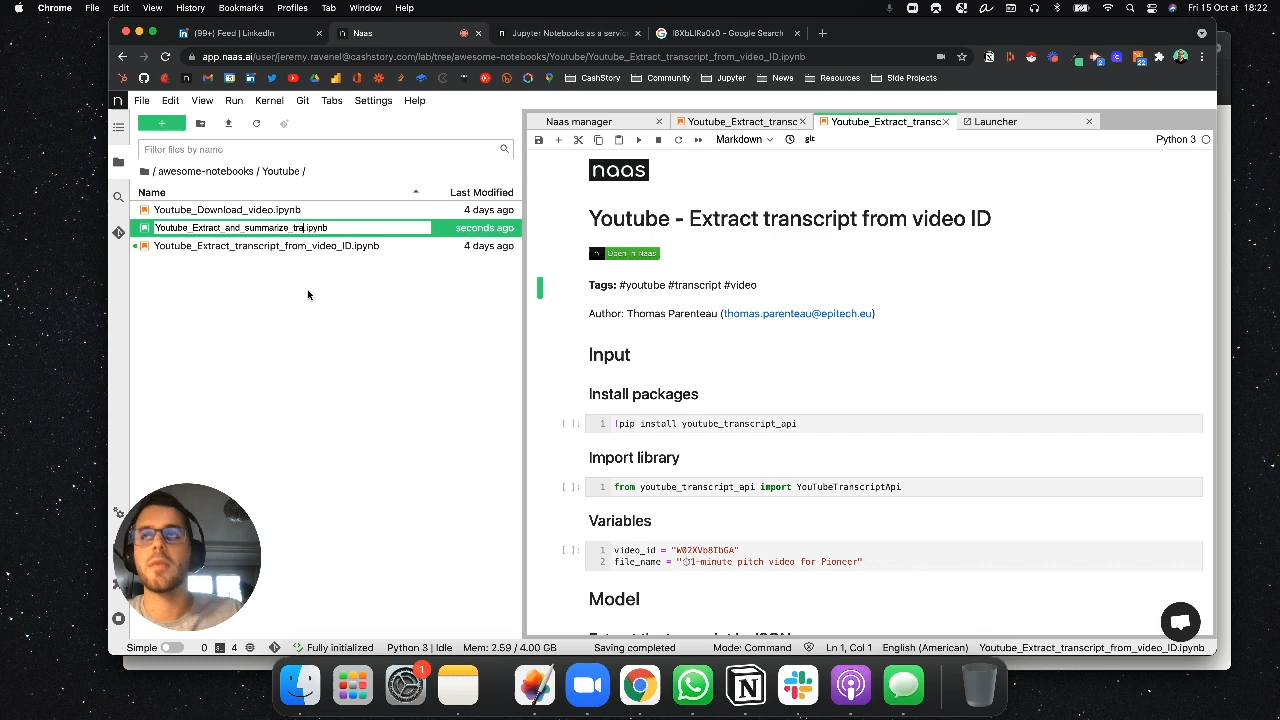 Chrome File Edit View History Bookmarks Profiles Tab Window Help Fri 15 Oct at 18:22
(99+) Feed | LinkedIn Naas Jupyter Notebooks as a servic I6XbLIRa0v0 - Google Search
app.naas.ai/user/jeremy.ravenel@cashstory.com/lab/tree/awesome-notebooks/Youtube/Youtube_Extract_transcript_from_video_ID.ipynb
CashStory Community Jupyter News Resources Side Projects
File Edit View Run Kernel Git Tabs Settings Help
Naas manager Youtube_Extract_transc Youtube_Extract_transc Launcher
Markdown git Python 3
Filter files by name
/ awesome-notebooks / Youtube /
Name Last Modified
Youtube_Download_video.ipynb 4 days ago
Youtube_Extract_and_summarize_tra.ipynb seconds ago
Youtube_Extract_transcript_from_video_ID.ipynb 4 days ago
naas
Youtube - Extract transcript from video ID
Open in Naas
Tags: #youtube #transcript #video
Author: Thomas Parenteau (thomas.parenteau@epitech.eu)
Input
Install packages
[ ]: 1 !pip install youtube_transcript_api
Import library
[ ]: 1 from youtube_transcript_api import YouTubeTranscriptApi
Variables
[ ]: 1 video_id = "W02XVb8IbGA"
2 file_name = "⏱1-minute pitch video for Pioneer"
Model
Simple 0 4 Fully initialized Python 3 | Idle Mem: 2.59 / 4.00 GB Saving completed Mode: Command Ln 1, Col 1 English (American) Youtube_Extract_transcript_from_video_ID.ipynb
1